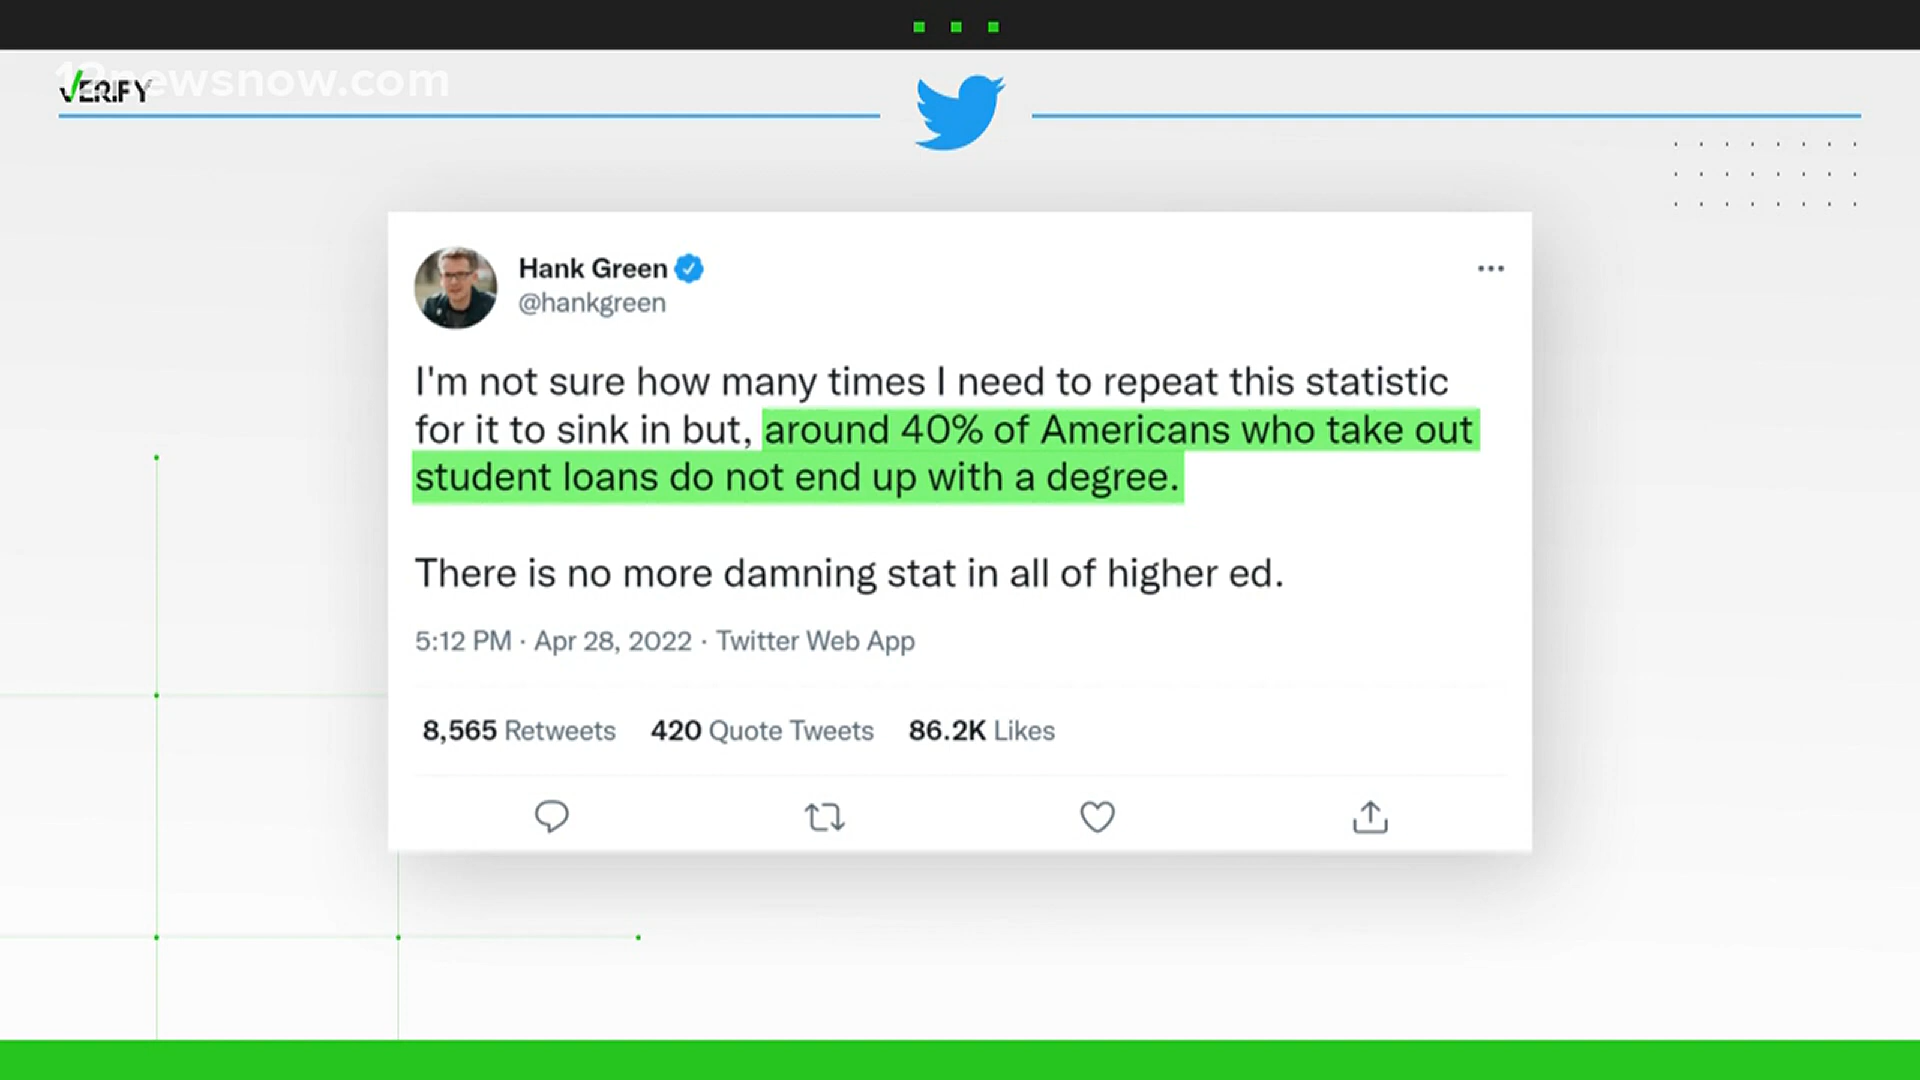 12newsnow.com
VERIFY
Hank Green
@hankgreen
I'm not sure how many times I need to repeat this statistic
for it to sink in but, around 40% of Americans who take out
student loans do not end up with a degree.
There is no more damning stat in all of higher ed.
5:12 PM · Apr 28, 2022 · Twitter Web App
8,565 Retweets 420 Quote Tweets 86.2K Likes